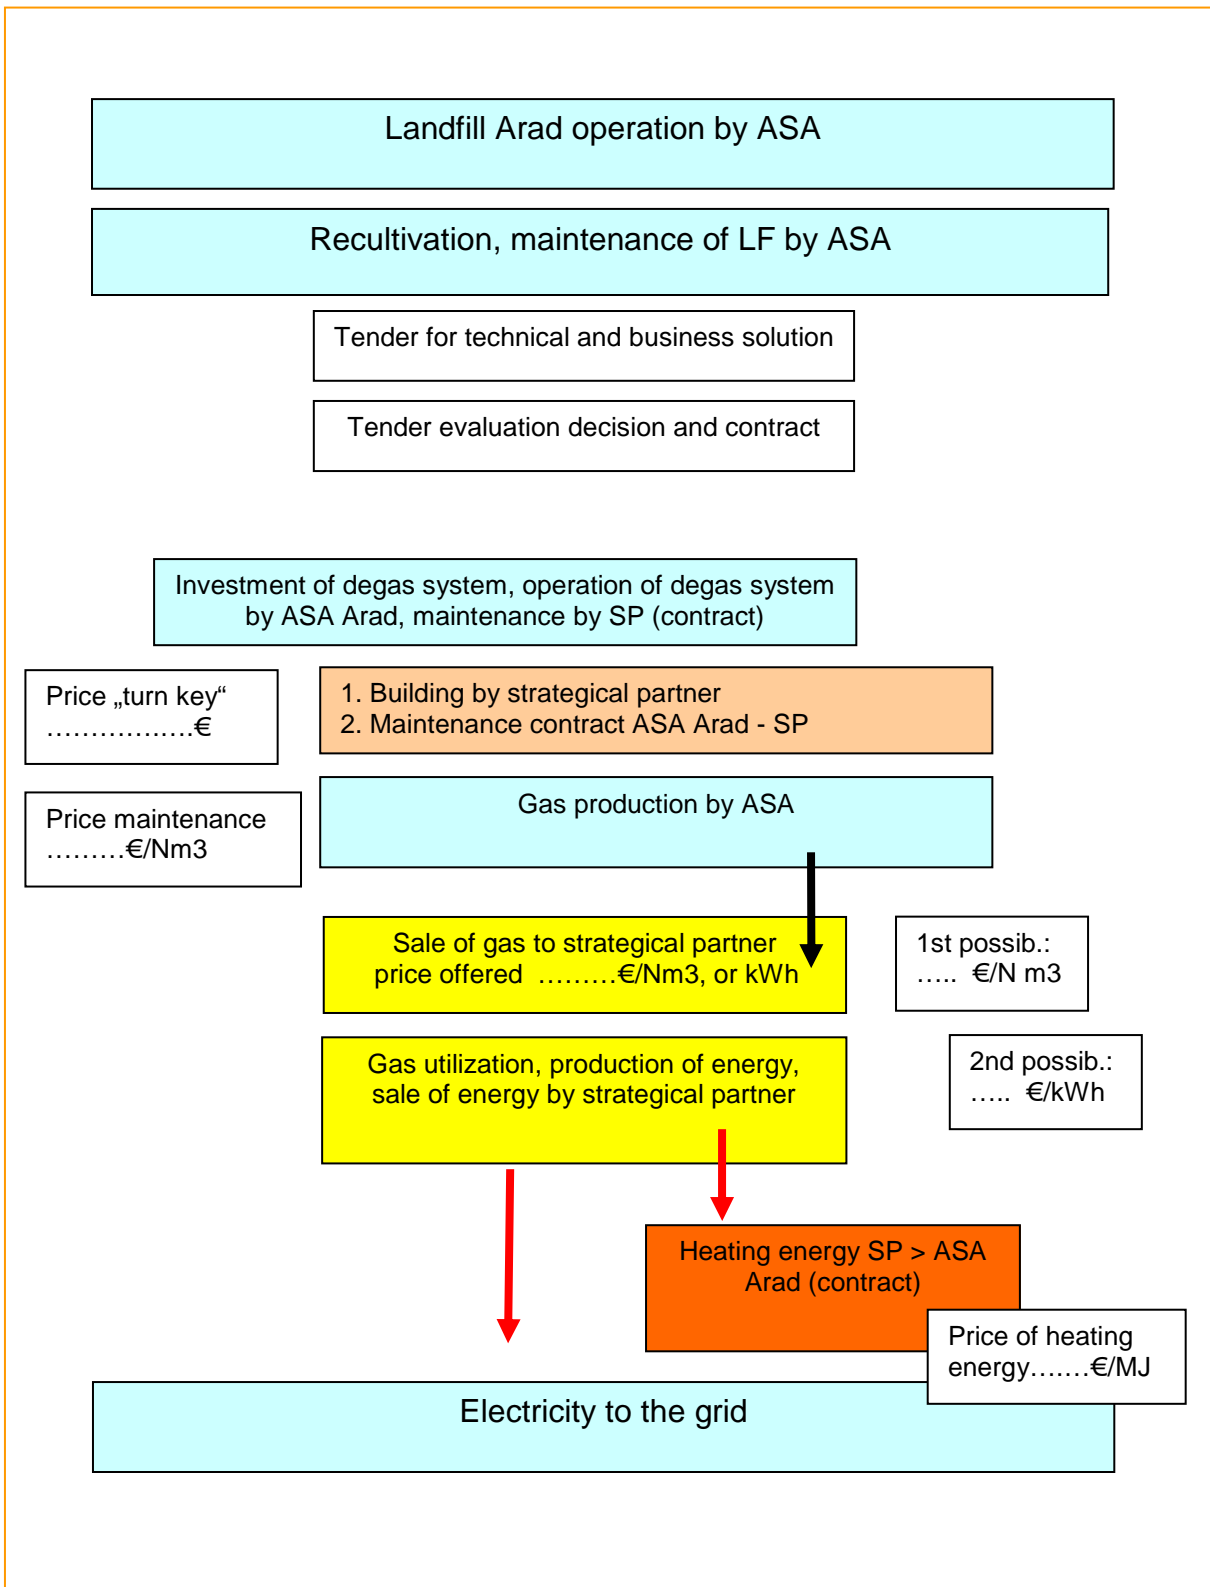 Landfill Arad operation by ASA
Recultivation, maintenance of LF by ASA
Tender for technical and business solution
Tender evaluation decision and contract
Investment of degas system, operation of degas system
by ASA Arad, maintenance by SP (contract)
Price „turn key“
…………….….€
1. Building by strategical partner
2. Maintenance contract ASA Arad - SP
Price maintenance
………€/Nm3
Gas production by ASA
Sale of gas to strategical partner
price offered ………€/Nm3, or kWh
1st possib.:
….. €/N m3
Gas utilization, production of energy,
sale of energy by strategical partner
2nd possib.:
….. €/kWh
Heating energy SP > ASA
Arad (contract)
Price of heating
energy….…€/MJ
Electricity to the grid